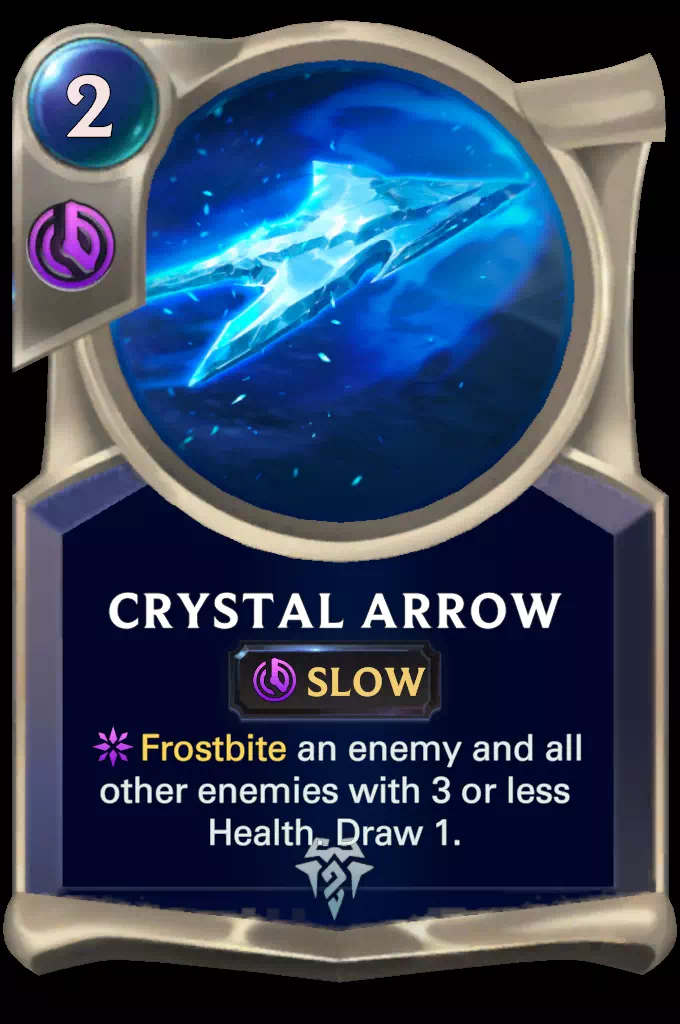 2
CRYSTAL ARROW
SLOW
Frostbite an enemy and all
other enemies with 3 or less
Health. Draw 1.